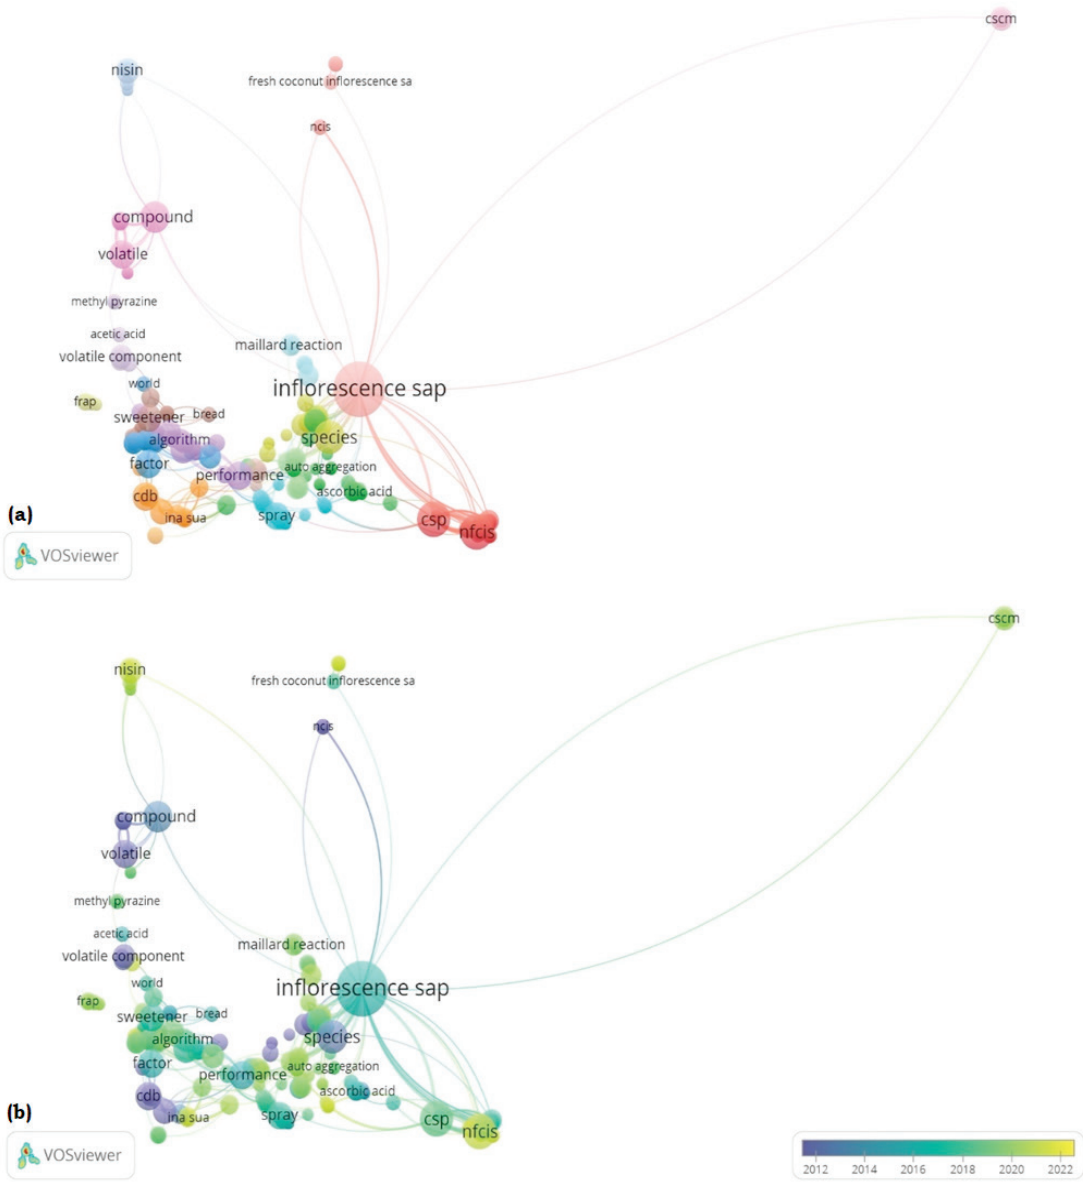 cscm
nisin
fresh coconut inflorescence sa
ncis
compound
volatile
methyl pyrazine
acetic acid
maillard reaction
volatile component
world
inflorescence sap
frap
sweetener
bread
algorithm
species
factor
auto aggregation
performance
ascorbic acid
cdb
ina sua
spray
csp
nfcis
(a)
VOSviewer
cscm
nisin
fresh coconut inflorescence sa
ncis
compound
volatile
methyl pyrazine
acetic acid
maillard reaction
volatile component
world
inflorescence sap
frap
sweetener
bread
algorithm
species
factor
auto aggregation
performance
ascorbic acid
cdb
ina sua
spray
csp
nfcis
(b)
VOSviewer
2012 2014 2016 2018 2020 2022